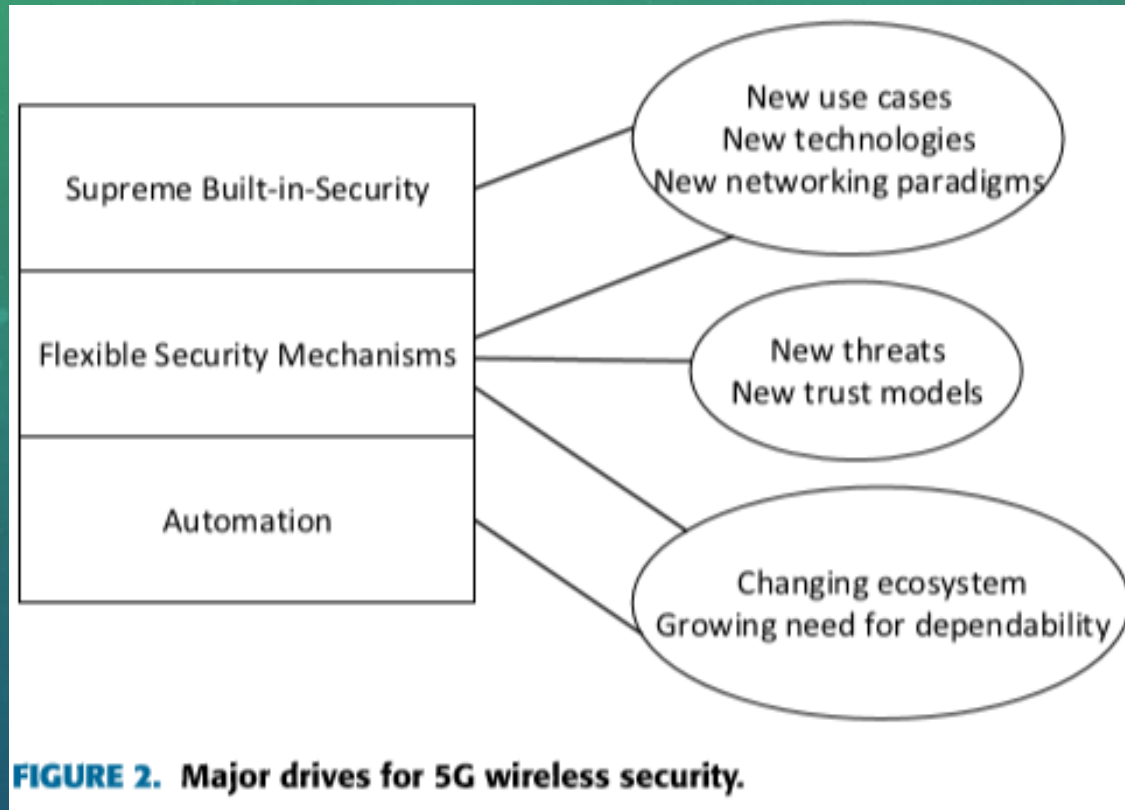 Supreme Built-in-Security
Flexible Security Mechanisms
Automation
New use cases
New technologies
New networking paradigms
New threats
New trust models
Changing ecosystem
Growing need for dependability
FIGURE 2. Major drives for 5G wireless security.